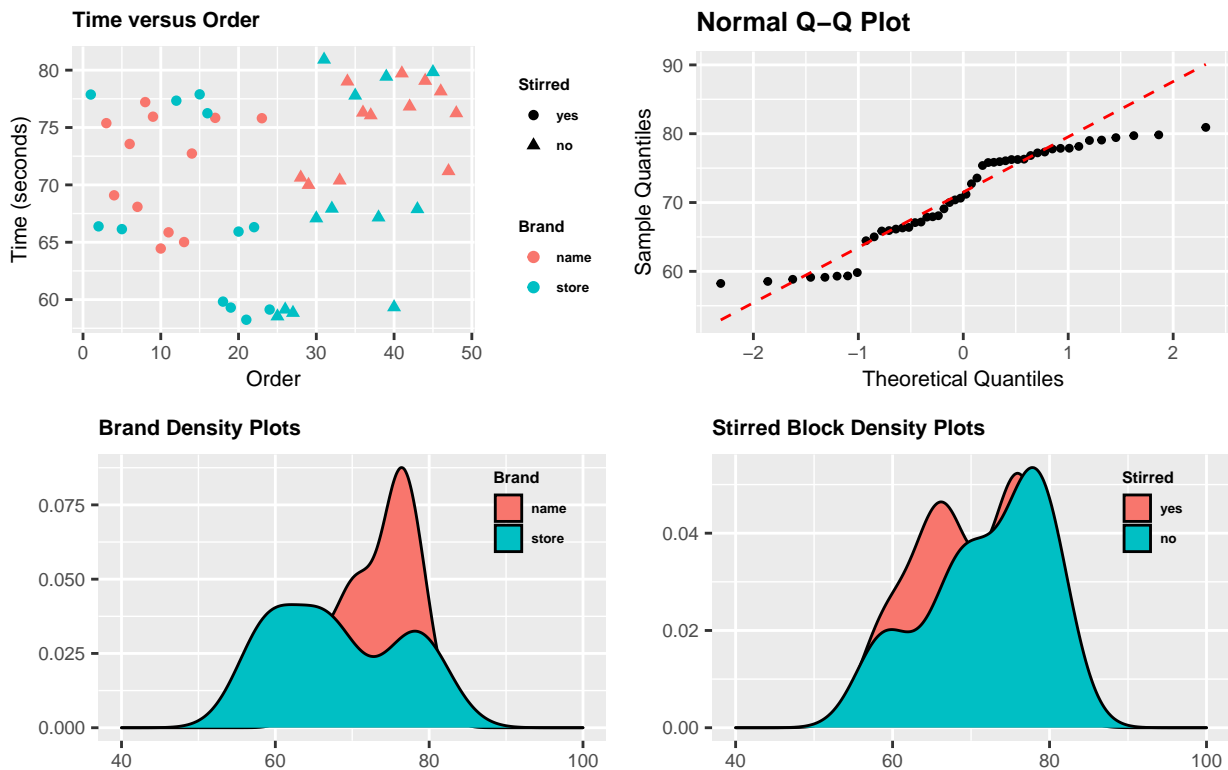 Time versus Order
80
75
70
65
60
0
10
20
30
40
50
Time (seconds)
Order
Stirred
yes
no
Brand
name
store
Normal Q−Q Plot
90
80
70
60
−2
−1
0
1
2
Sample Quantiles
Theoretical Quantiles
Brand Density Plots
0.075
0.050
0.025
0.000
40
60
80
100
Brand
name
store
Stirred Block Density Plots
0.04
0.02
0.00
40
60
80
100
Stirred
yes
no